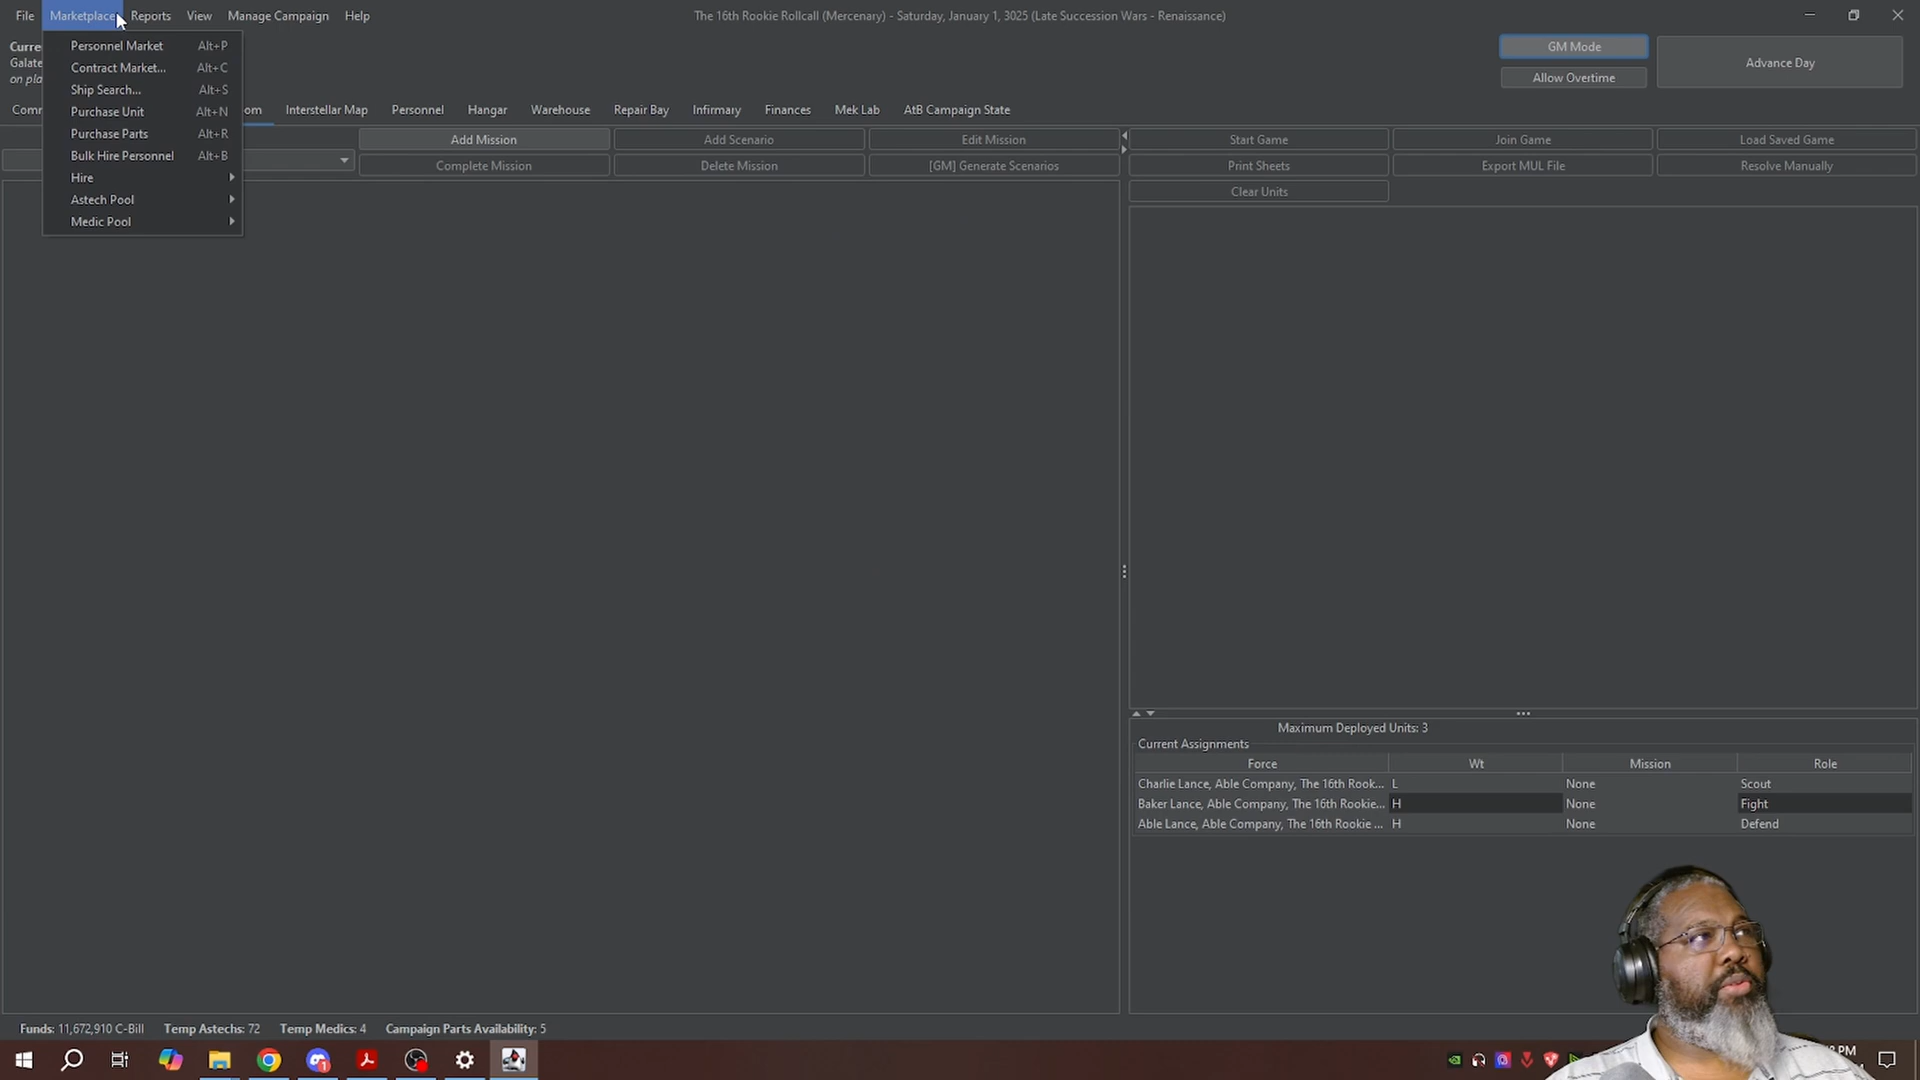 File Marketplace Reports View Manage Campaign Help
The 16th Rookie Rollcall (Mercenary) - Saturday, January 1, 3025 (Late Succession Wars - Renaissance)
Personnel Market Alt+P
Contract Market... Alt+C
Ship Search... Alt+S
Purchase Unit Alt+N
Purchase Parts Alt+R
Bulk Hire Personnel Alt+B
Hire
Astech Pool
Medic Pool
GM Mode
Advance Day
Allow Overtime
Interstellar Map Personnel Hangar Warehouse Repair Bay Infirmary Finances Mek Lab AtB Campaign State
Add Mission Add Scenario Edit Mission
Complete Mission Delete Mission [GM] Generate Scenarios
Start Game Join Game Load Saved Game
Print Sheets Export MUL File Resolve Manually
Clear Units
Maximum Deployed Units: 3
Current Assignments
Force Wt Mission Role
Charlie Lance, Able Company, The 16th Rook... L None Scout
Baker Lance, Able Company, The 16th Rookie... H None Fight
Able Lance, Able Company, The 16th Rookie ... H None Defend
Funds: 11,672,910 C-Bill Temp Astechs: 72 Temp Medics: 4 Campaign Parts Availability: 5
PM